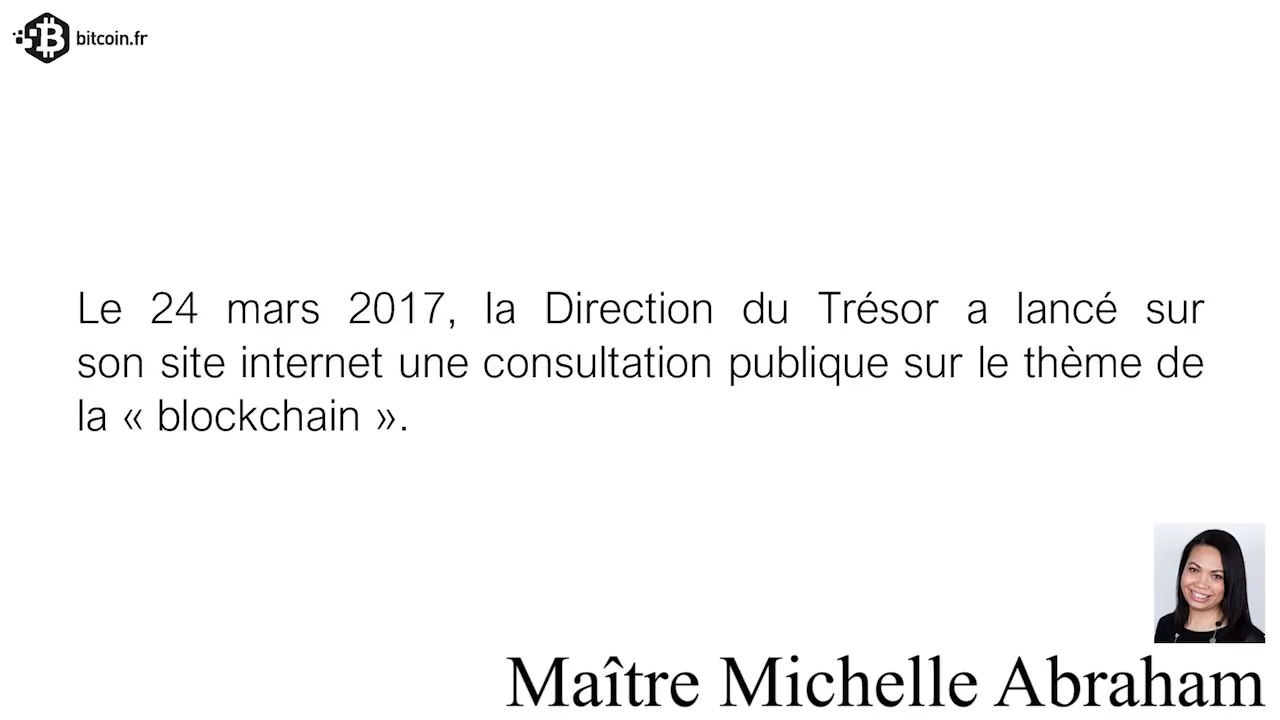 bitcoin.fr
Le 24 mars 2017, la Direction du Trésor a lancé sur
son site internet une consultation publique sur le thème de
la « blockchain ».
Maître Michelle Abraham